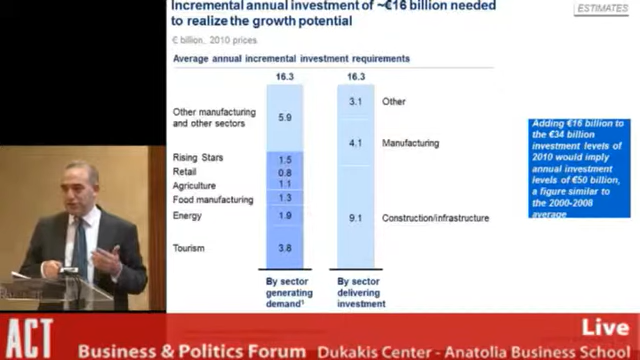 Incremental annual investment of ~€16 billion needed
to realize the growth potential
ESTIMATES
€ billion, 2010 prices
Average annual incremental investment requirements
16.3
Other manufacturing
and other sectors
5.9
Rising Stars
1.5
Retail
0.8
Agriculture
1.1
Food manufacturing
1.3
Energy
1.9
Tourism
3.8
By sector
generating
demand¹
16.3
3.1
Other
4.1
Manufacturing
9.1
Construction/infrastructure
By sector
delivering
investment
Adding €16 billion to
the €34 billion
investment levels of
2010 would imply
annual investment
levels of €50 billion,
a figure similar to
the 2000-2008
average
Live
ACT
Business & Politics Forum Dukakis Center - Anatolia Business School